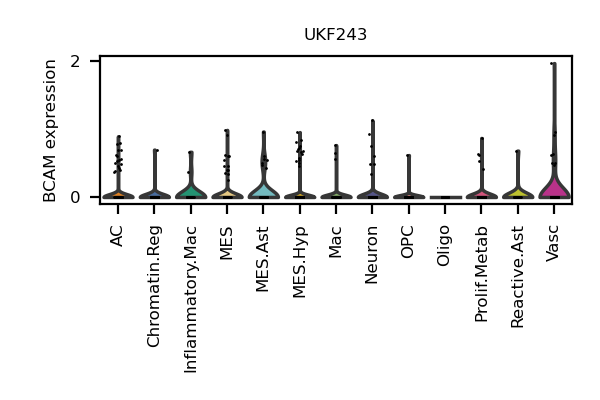 UKF243
BCAM expression
2
0
AC
Chromatin.Reg
Inflammatory.Mac
MES
MES.Ast
MES.Hyp
Mac
Neuron
OPC
Oligo
Prolif.Metab
Reactive.Ast
Vasc